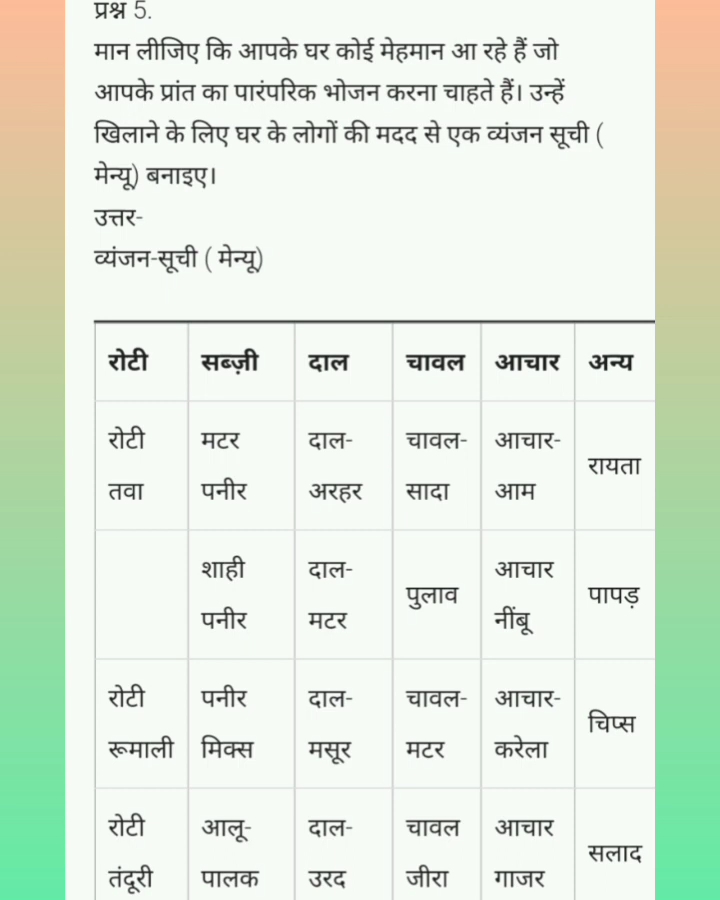 प्रश्न 5.
मान लीजिए कि आपके घर कोई मेहमान आ रहे हैं जो
आपके प्रांत का पारंपरिक भोजन करना चाहते हैं। उन्हें
खिलाने के लिए घर के लोगों की मदद से एक व्यंजन सूची (
मेन्यू) बनाइए।
उत्तर-
व्यंजन-सूची ( मेन्यू)
रोटी सब्ज़ी दाल चावल आचार अन्य
रोटी तवा मटर पनीर दाल-अरहर चावल-सादा आचार-आम रायता
शाही पनीर दाल-मटर पुलाव आचार नींबू पापड़
रोटी रूमाली पनीर मिक्स दाल-मसूर चावल-मटर आचार-करेला चिप्स
रोटी तंदूरी आलू-पालक दाल-उरद चावल जीरा आचार गाजर सलाद